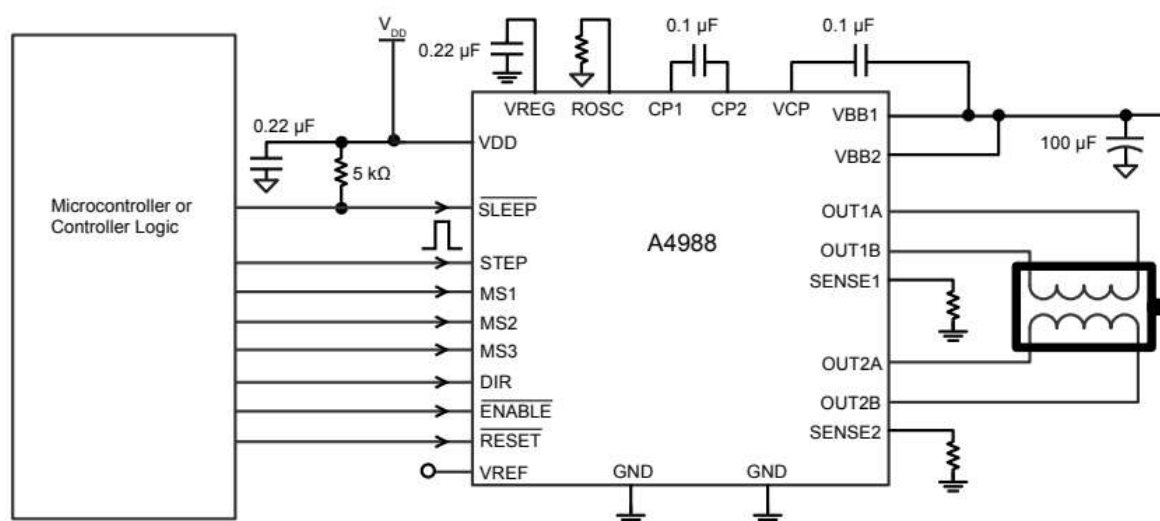 V_DD
0.22 µF
0.1 µF
0.1 µF
VREG
ROSC
CP1
CP2
VCP
VBB1
0.22 µF
VDD
VBB2
100 µF
5 kΩ
Microcontroller or
Controller Logic
SLEEP
OUT1A
A4988
OUT1B
STEP
SENSE1
MS1
MS2
MS3
OUT2A
DIR
OUT2B
ENABLE
SENSE2
RESET
VREF
GND
GND